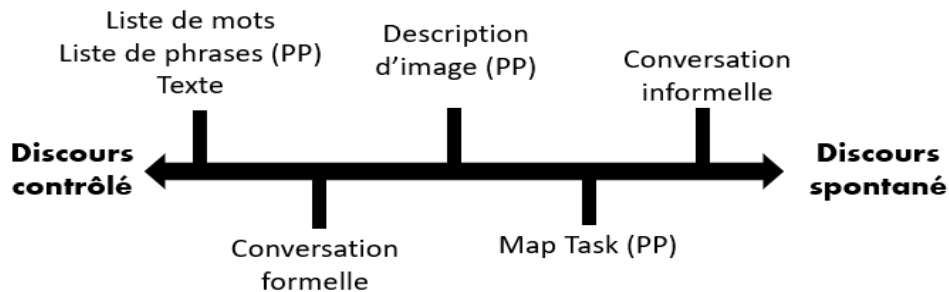 Liste de mots
Liste de phrases (PP)
Texte
Description
d’image (PP)
Conversation
informelle
Discours
contrôlé
Discours
spontané
Conversation
formelle
Map Task (PP)